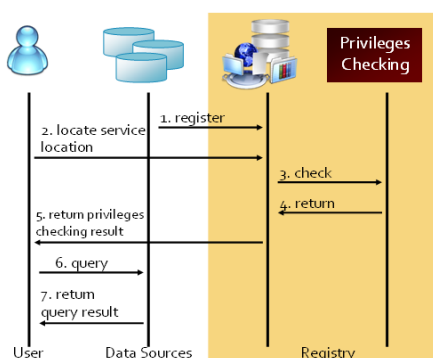 Privileges
Checking
1. register
2. locate service
location
3. check
4. return
5. return privileges
checking result
6. query
7. return
query result
User
Data Sources
Registry